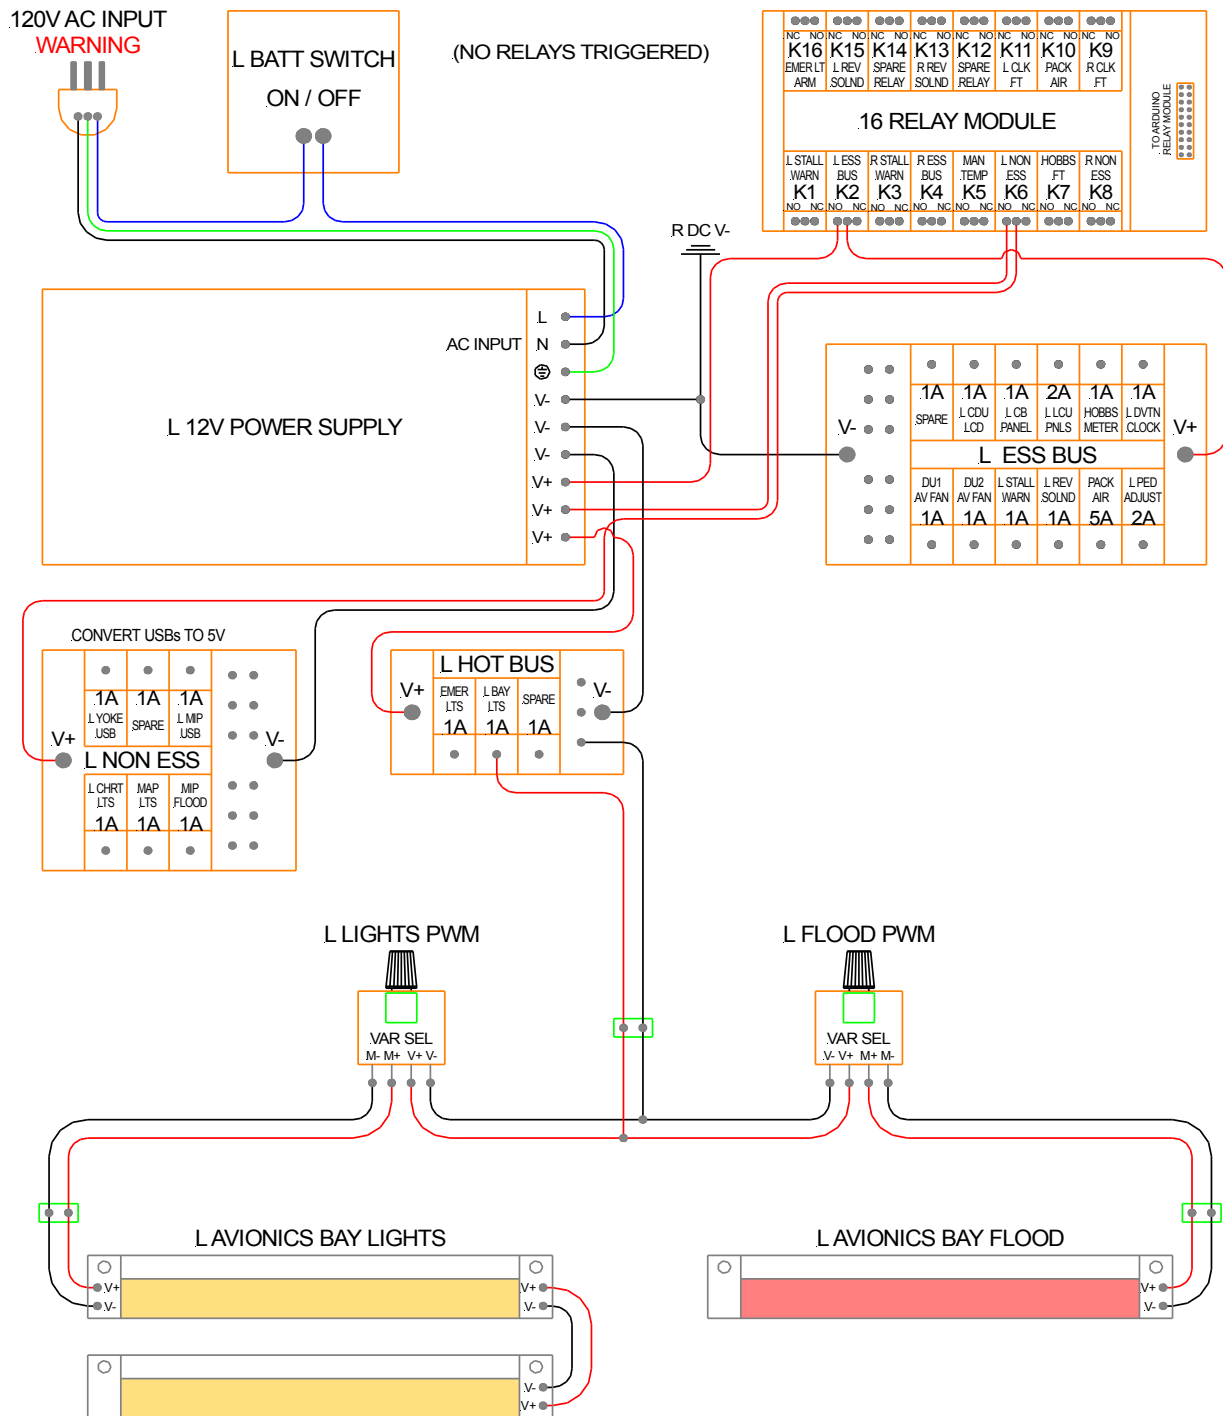 120V AC INPUT
WARNING
L BATT SWITCH
ON / OFF
(NO RELAYS TRIGGERED)
NC NO NC NO NC NO NC NO NC NO NC NO NC NO NC NO
K16 K15 K14 K13 K12 K11 K10 K9
EMER LT L REV SPARE R REV SPARE L CLK PACK R CLK
ARM SOLND RELAY SOLND RELAY FT AIR FT
16 RELAY MODULE
TO ARDUINO
RELAY MODULE
L STALL L ESS R STALL R ESS MAN L NON HOBBS R NON
WARN BUS WARN BUS TEMP ESS FT ESS
K1 K2 K3 K4 K5 K6 K7 K8
NO NC NO NC NO NC NO NC NO NC NO NC NO NC NO NC
R DC V-
L 12V POWER SUPPLY
AC INPUT
L
N
V-
V-
V-
V+
V+
V+
1A 1A 1A 2A 1A 1A
SPARE L CDU L CB L LCU HOBBS L DVTN
LCD PANEL PNLS METER CLOCK
V-
L ESS BUS
V+
DU1 DU2 L STALL L REV PACK L PED
AV FAN AV FAN WARN SOLND AIR ADJUST
1A 1A 1A 1A 5A 2A
CONVERT USBs TO 5V
1A 1A 1A
L YOKE SPARE L MIP
USB USB
V+
V-
L NON ESS
L CHRT MAP MIP
LTS LTS FLOOD
1A 1A 1A
L HOT BUS
V+
EMER L BAY SPARE
LTS LTS
1A 1A 1A
V-
L LIGHTS PWM
VAR SEL
M- M+ V+ V-
L FLOOD PWM
VAR SEL
V- V+ M+ M-
L AVIONICS BAY LIGHTS
V+
V-
V+
V-
V-
V+
L AVIONICS BAY FLOOD
V+
V-